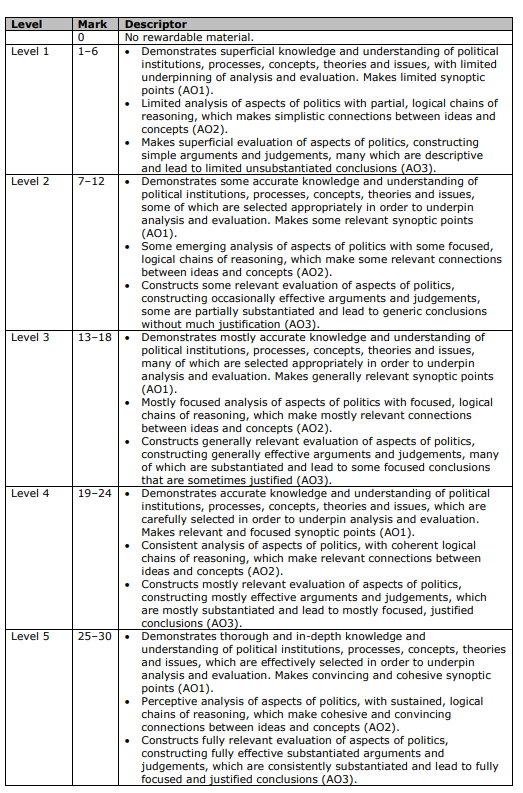 Level Mark Descriptor
0 No rewardable material.
Level 1 1–6 • Demonstrates superficial knowledge and understanding of political
institutions, processes, concepts, theories and issues, with limited
underpinning of analysis and evaluation. Makes limited synoptic
points (AO1).
• Limited analysis of aspects of politics with partial, logical chains of
reasoning, which makes simplistic connections between ideas and
concepts (AO2).
• Makes superficial evaluation of aspects of politics, constructing
simple arguments and judgements, many which are descriptive
and lead to limited unsubstantiated conclusions (AO3).
Level 2 7–12 • Demonstrates some accurate knowledge and understanding of
political institutions, processes, concepts, theories and issues,
some of which are selected appropriately in order to underpin
analysis and evaluation. Makes some relevant synoptic points
(AO1).
• Some emerging analysis of aspects of politics with some focused,
logical chains of reasoning, which make some relevant connections
between ideas and concepts (AO2).
• Constructs some relevant evaluation of aspects of politics,
constructing occasionally effective arguments and judgements,
some are partially substantiated and lead to generic conclusions
without much justification (AO3).
Level 3 13–18 • Demonstrates mostly accurate knowledge and understanding of
political institutions, processes, concepts, theories and issues,
many of which are selected appropriately in order to underpin
analysis and evaluation. Makes generally relevant synoptic points
(AO1).
• Mostly focused analysis of aspects of politics with focused, logical
chains of reasoning, which make mostly relevant connections
between ideas and concepts (AO2).
• Constructs generally relevant evaluation of aspects of politics,
constructing generally effective arguments and judgements, many
of which are substantiated and lead to some focused conclusions
that are sometimes justified (AO3).
Level 4 19–24 • Demonstrates accurate knowledge and understanding of political
institutions, processes, concepts, theories and issues, which are
carefully selected in order to underpin analysis and evaluation.
Makes relevant and focused synoptic points (AO1).
• Consistent analysis of aspects of politics, with coherent logical
chains of reasoning, which make relevant connections between
ideas and concepts (AO2).
• Constructs mostly relevant evaluation of aspects of politics,
constructing mostly effective arguments and judgements, which
are mostly substantiated and lead to mostly focused, justified
conclusions (AO3).
Level 5 25–30 • Demonstrates thorough and in-depth knowledge and
understanding of political institutions, processes, concepts, theories
and issues, which are effectively selected in order to underpin
analysis and evaluation. Makes convincing and cohesive synoptic
points (AO1).
• Perceptive analysis of aspects of politics, with sustained, logical
chains of reasoning, which make cohesive and convincing
connections between ideas and concepts (AO2).
• Constructs fully relevant evaluation of aspects of politics,
constructing fully effective substantiated arguments and
judgements, which are consistently substantiated and lead to fully
focused and justified conclusions (AO3).